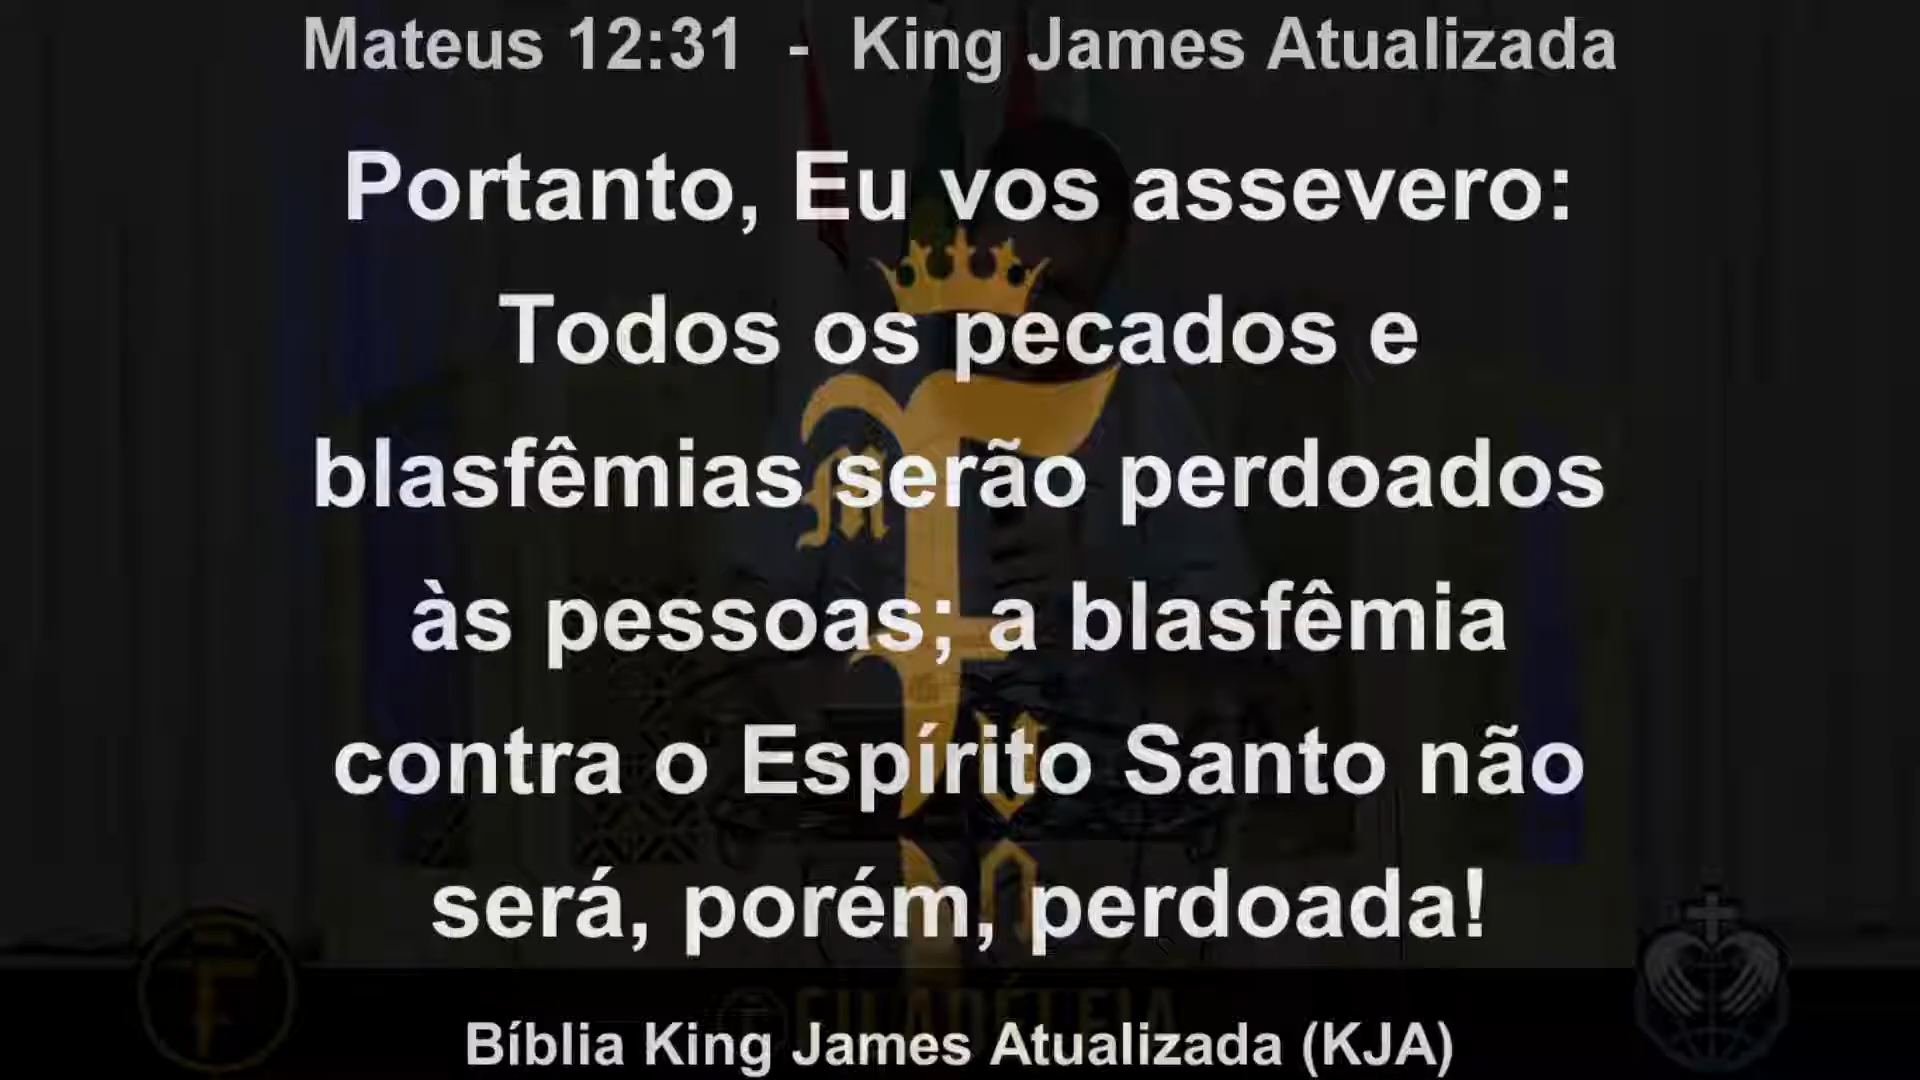 Mateus 12:31 - King James Atualizada
Portanto, Eu vos assevero:
Todos os pecados e
blasfêmias serão perdoados
às pessoas; a blasfêmia
contra o Espírito Santo não
será, porém, perdoada!
FILADÉLFIA
Bíblia King James Atualizada (KJA)